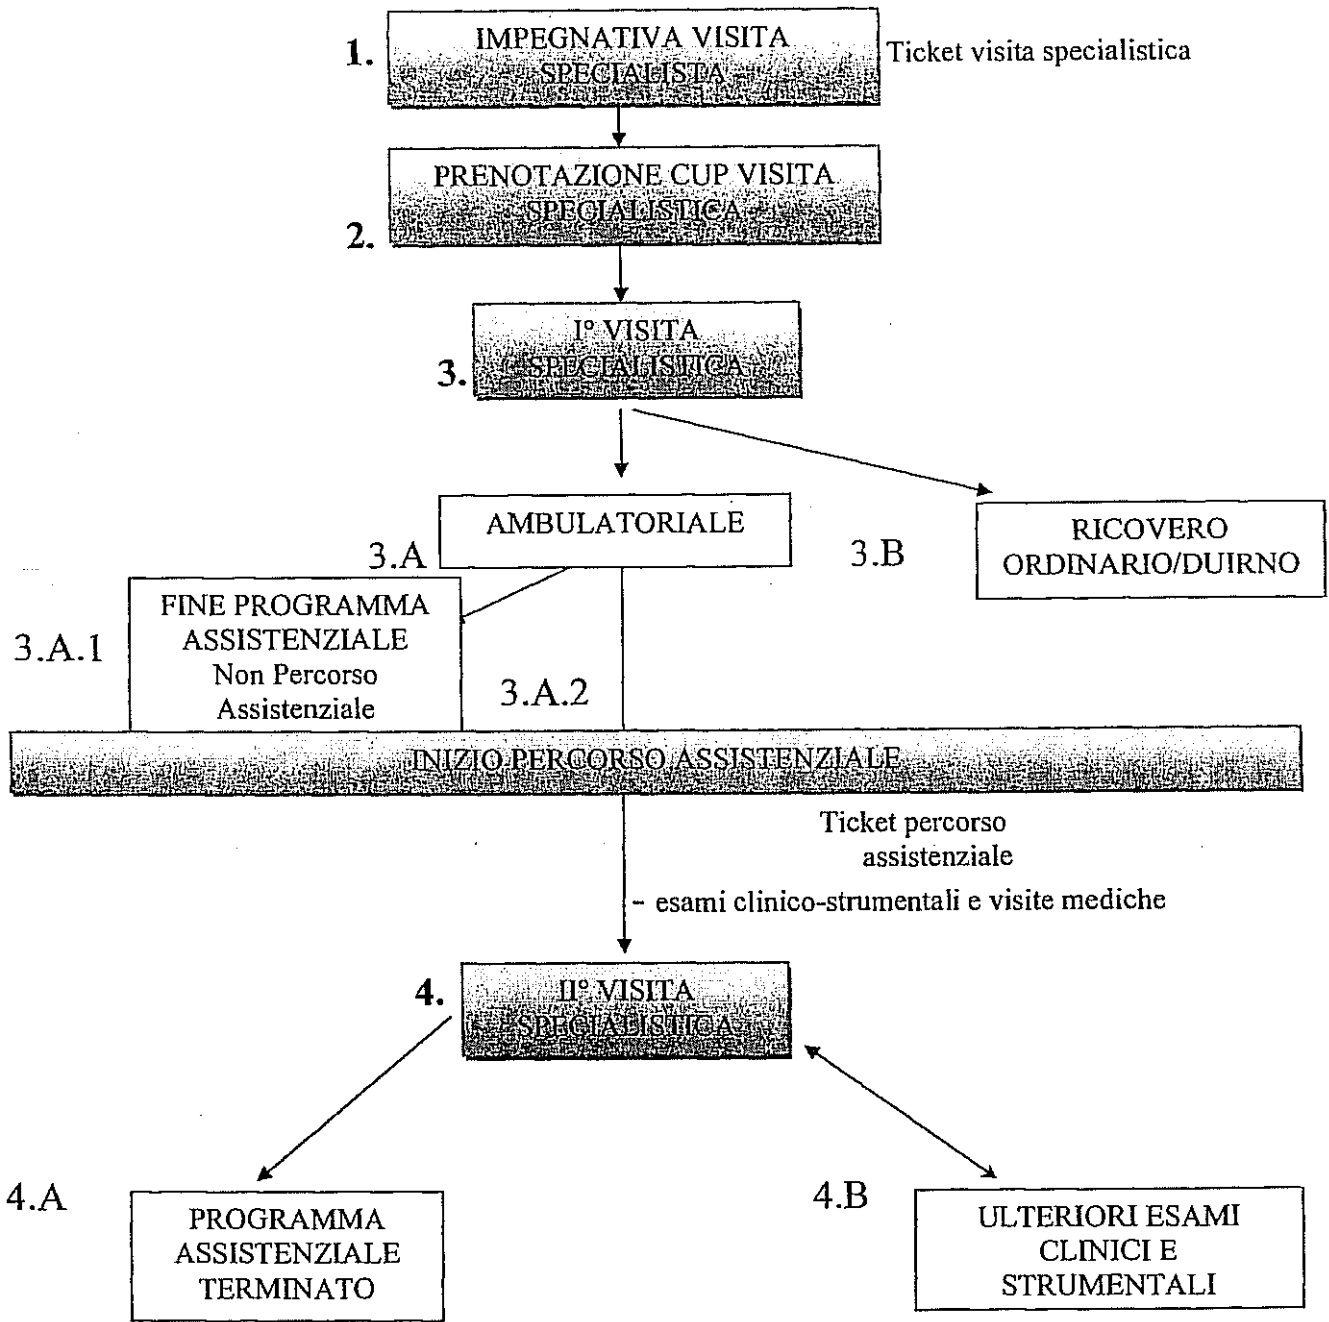 1.
IMPEGNATIVA VISITA
SPECIALISTA
Ticket visita specialistica
PRENOTAZIONE CUP VISITA
SPECIALISTICA
2.
I° VISITA
SPECIALISTICA
3.
AMBULATORIALE
3.A
3.B
RICOVERO
ORDINARIO/DUIRNO
3.A.1
FINE PROGRAMMA
ASSISTENZIALE
Non Percorso
Assistenziale
3.A.2
INIZIO PERCORSO ASSISTENZIALE
Ticket percorso
assistenziale
- esami clinico-strumentali e visite mediche
4.
II° VISITA
SPECIALISTICA
4.A
PROGRAMMA
ASSISTENZIALE
TERMINATO
4.B
ULTERIORI ESAMI
CLINICI E
STRUMENTALI